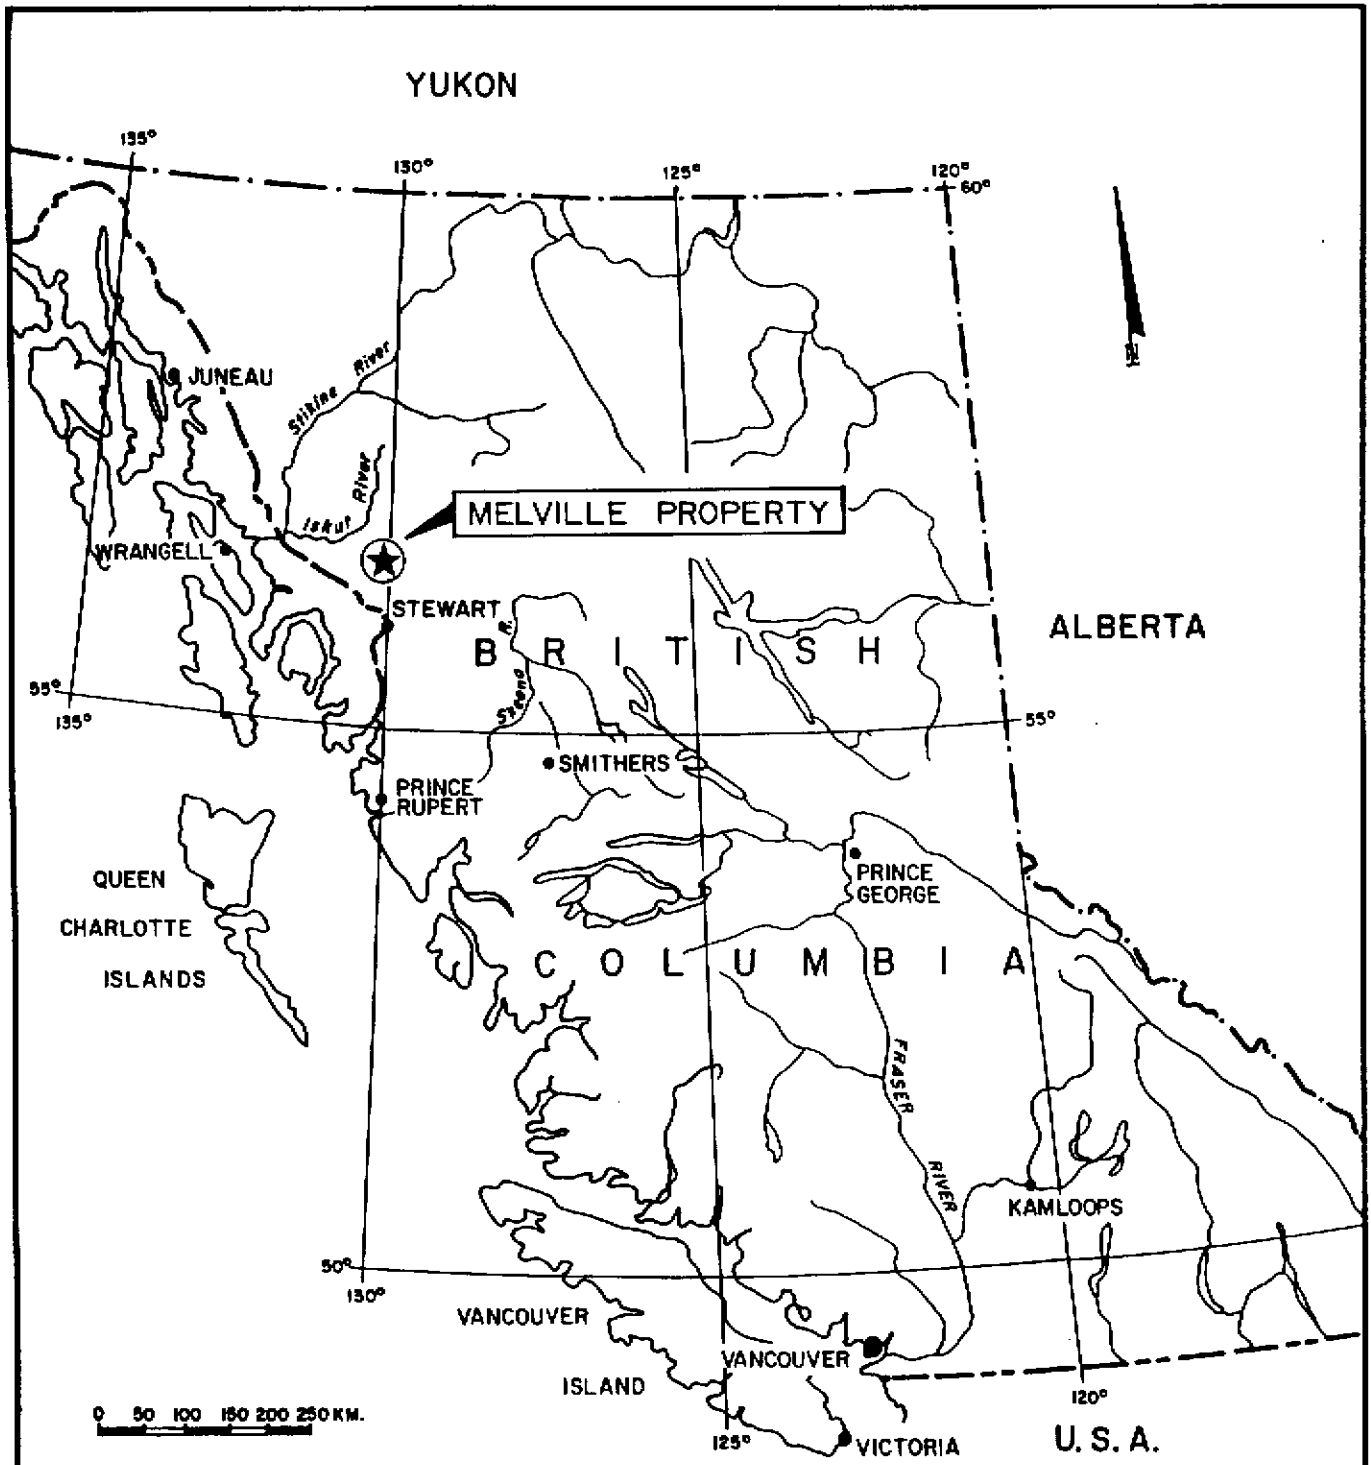 YUKON
135°
130°
125°
120°
60°
JUNEAU
Stikine River
Iskut River
MELVILLE PROPERTY
WRANGELL
STEWART
BRITISH
ALBERTA
Skeena R.
55°
135°
55°
SMITHERS
PRINCE
RUPERT
PRINCE
GEORGE
QUEEN
CHARLOTTE
ISLANDS
COLUMBIA
FRASER
RIVER
KAMLOOPS
50°
130°
VANCOUVER
ISLAND
VANCOUVER
120°
125°
VICTORIA
U.S.A.
0 50 100 150 200 250 KM.
N